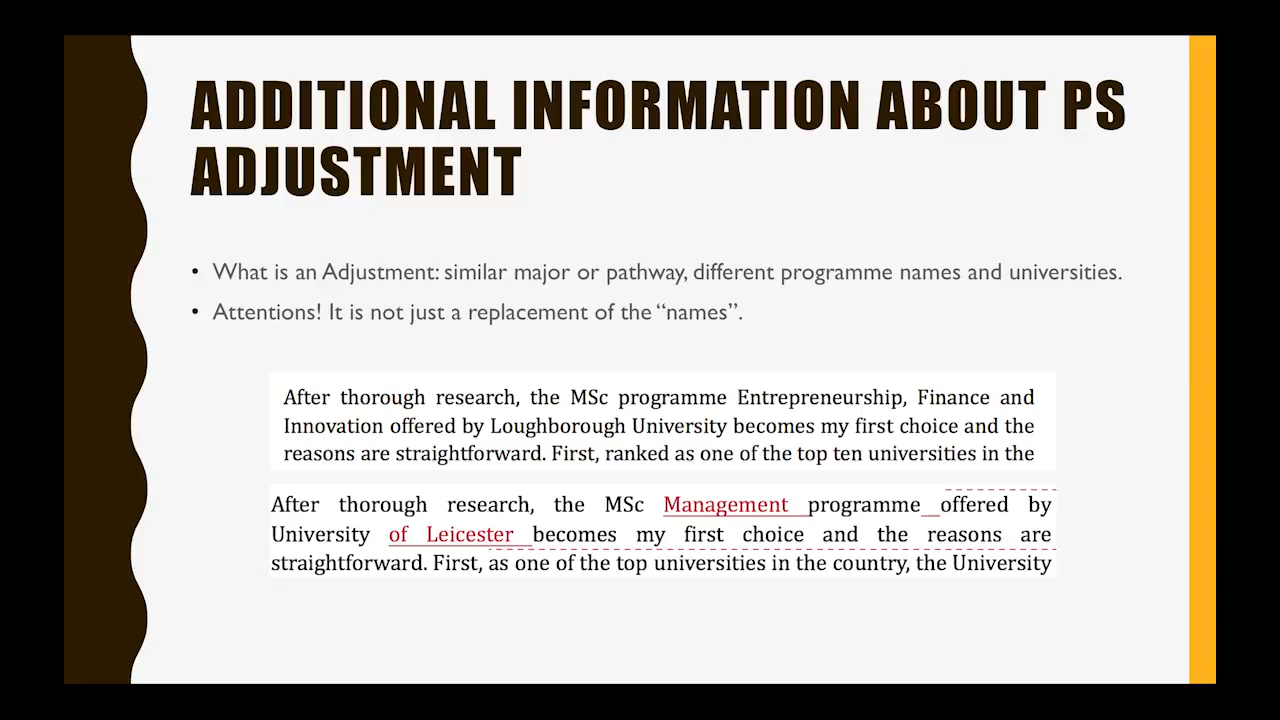 ADDITIONAL INFORMATION ABOUT PS
ADJUSTMENT
• What is an Adjustment: similar major or pathway, different programme names and universities.
• Attentions! It is not just a replacement of the “names”.
After thorough research, the MSc programme Entrepreneurship, Finance and
Innovation offered by Loughborough University becomes my first choice and the
reasons are straightforward. First, ranked as one of the top ten universities in the
After thorough research, the MSc Management programme offered by
University of Leicester becomes my first choice and the reasons are
straightforward. First, as one of the top universities in the country, the University